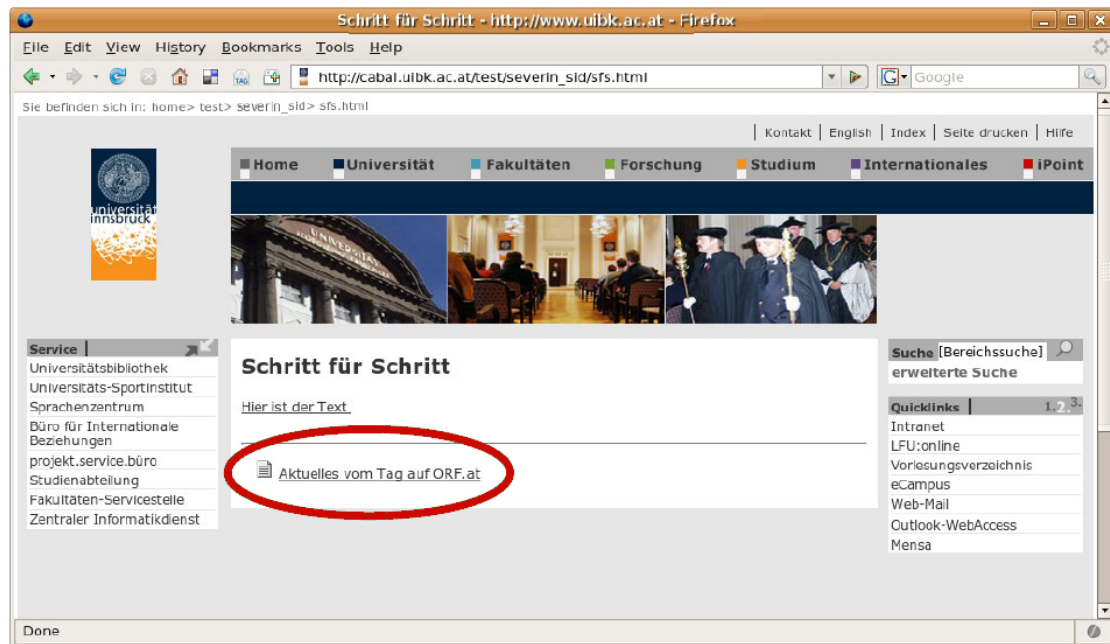 Schritt für Schritt - http://www.uibk.ac.at - Firefox
File Edit View History Bookmarks Tools Help
TAG http://cabal.uibk.ac.at/test/severin_sid/sfs.html G Google
Sie befinden sich in: home> test> severin_sid> sfs.html
Kontakt | English | Index | Seite drucken | Hilfe
Home Universität Fakultäten Forschung Studium Internationales iPoint
universität
innsbruck
UNIVERSITÄT
Service
Universitätsbibliothek
Universitäts-Sportinstitut
Sprachenzentrum
Büro für Internationale
Beziehungen
projekt.service.büro
Studienabteilung
Fakultäten-Servicestelle
Zentraler Informatikdienst
Schritt für Schritt
Hier ist der Text
Aktuelles vom Tag auf ORF.at
Suche [Bereichssuche]
erweiterte Suche
Quicklinks 1.2.3.
Intranet
LFU:online
Vorlesungsverzeichnis
eCampus
Web-Mail
Outlook-WebAccess
Mensa
Done